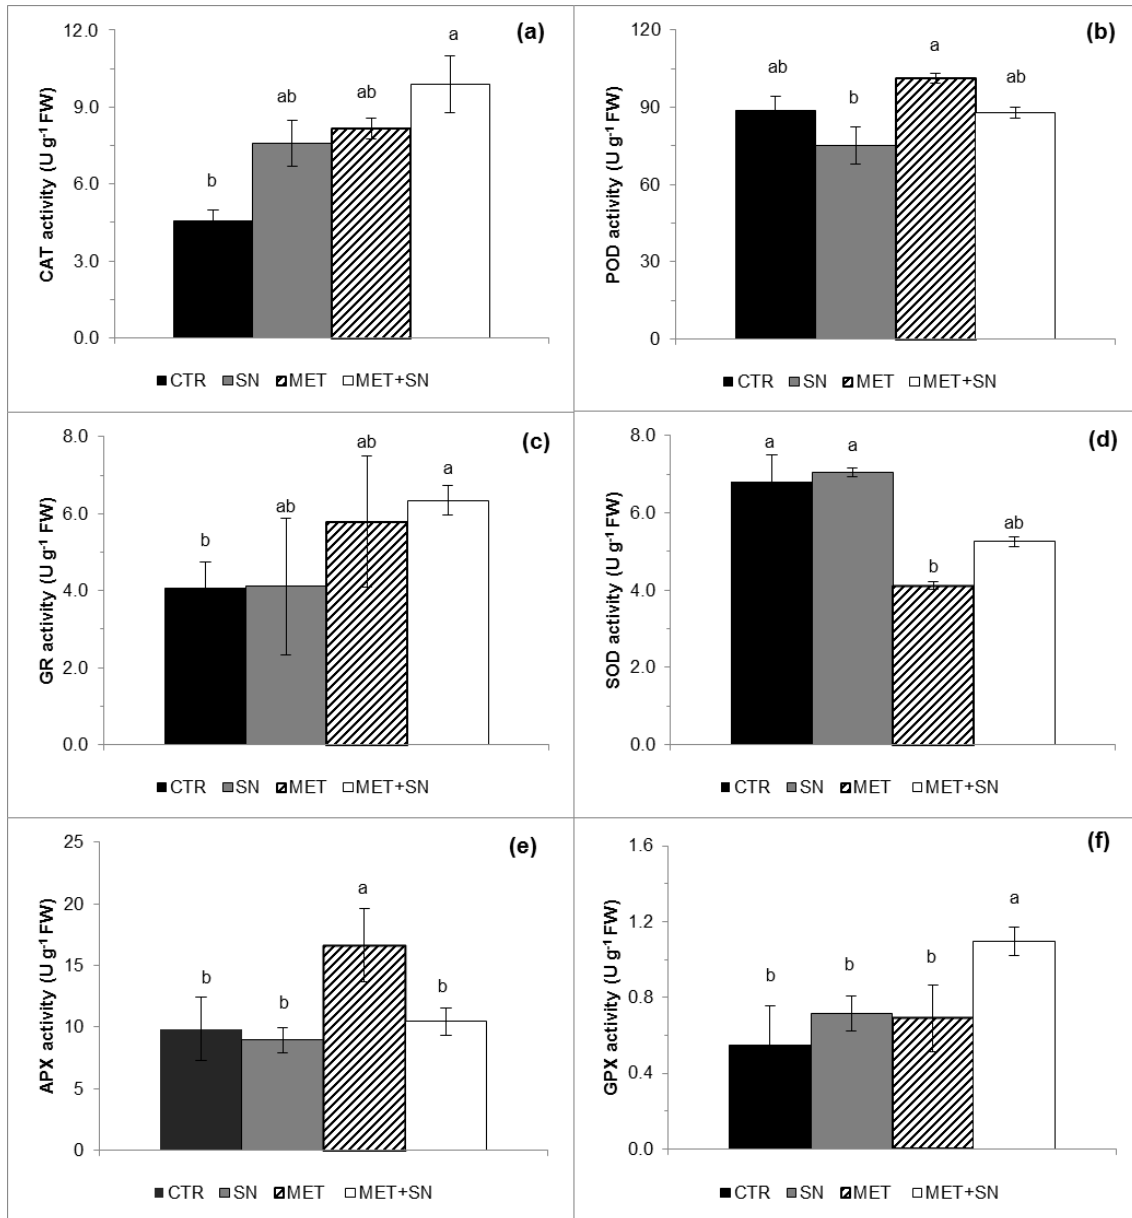 (a)
CAT activity (U g⁻¹ FW)
12.0
9.0
6.0
3.0
0.0
b
ab
ab
a
CTR SN MET MET+SN
(b)
POD activity (U g⁻¹ FW)
120
90
60
30
0
ab
b
a
ab
CTR SN MET MET+SN
(c)
GR activity (U g⁻¹ FW)
8.0
6.0
4.0
2.0
0.0
b
ab
ab
a
CTR SN MET MET+SN
(d)
SOD activity (U g⁻¹ FW)
8.0
6.0
4.0
2.0
0.0
a
a
b
ab
CTR SN MET MET+SN
(e)
APX activity (U g⁻¹ FW)
25
20
15
10
5
0
b
b
a
b
CTR SN MET MET+SN
(f)
GPX activity (U g⁻¹ FW)
1.6
1.2
0.8
0.4
0.0
b
b
b
a
CTR SN MET MET+SN